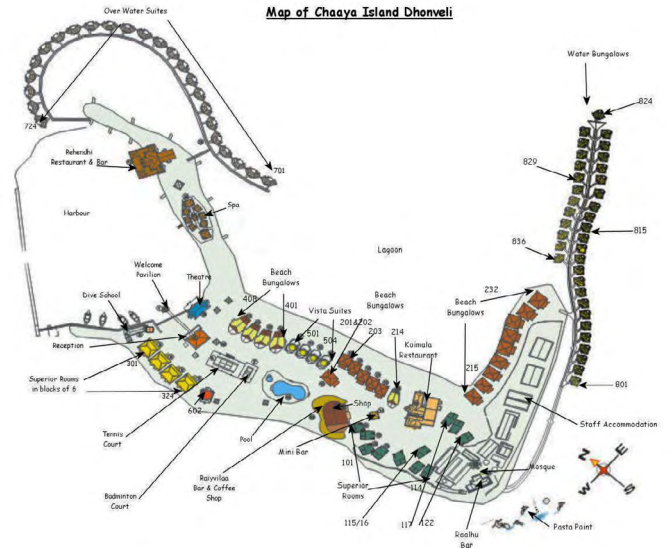 Map of Chaaya Island Dhonveli
Over Water Suites
Water Bungalows
824
724
Rehendhi
Restaurant & Bar
701
829
Spa
Harbour
815
836
Lagoon
Welcome
Pavilion
Theatre
Beach
Bungalows
408
401
Vista Suites
501
504
Beach
Bungalows
201&202
203
214
Koimala
Restaurant
232
Beach
Bungalows
215
Dive School
Reception
301
Superior Rooms
in blocks of 6
324
602
801
Staff Accommodation
Tennis
Court
Pool
Shop
Mini Bar
Raiyvilaa
Bar & Coffee
Shop
Badminton
Court
101
Superior
Rooms
114
115/16
117
122
Mosque
Raalhu
Bar
Pasta Point
N
E
W
S